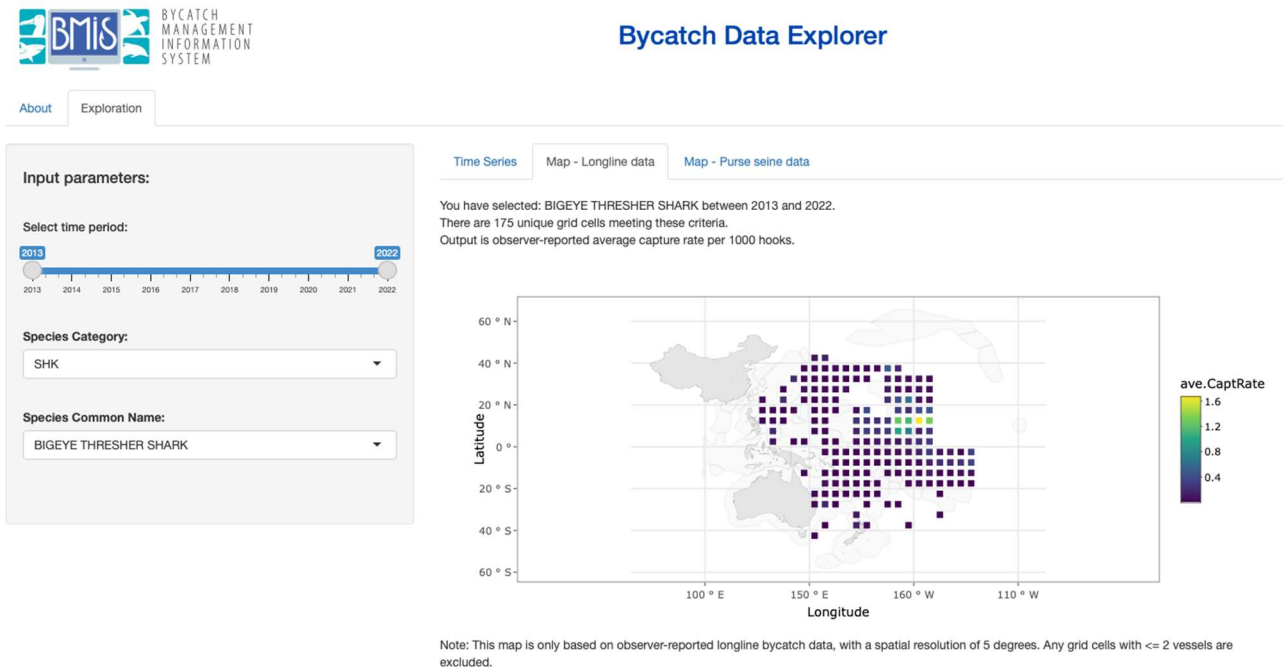 BMiS
BYCATCH
MANAGEMENT
INFORMATION
SYSTEM
Bycatch Data Explorer
About
Exploration
Input parameters:
Select time period:
2013
2022
2013 2014 2015 2016 2017 2018 2019 2020 2021 2022
Species Category:
SHK
Species Common Name:
BIGEYE THRESHER SHARK
Time Series
Map - Longline data
Map - Purse seine data
You have selected: BIGEYE THRESHER SHARK between 2013 and 2022.
There are 175 unique grid cells meeting these criteria.
Output is observer-reported average capture rate per 1000 hooks.
60 ° N
40 ° N
20 ° N
0 °
20 ° S
40 ° S
60 ° S
Latitude
100 ° E
150 ° E
160 ° W
110 ° W
Longitude
ave.CaptRate
1.6
1.2
0.8
0.4
Note: This map is only based on observer-reported longline bycatch data, with a spatial resolution of 5 degrees. Any grid cells with <= 2 vessels are
excluded.